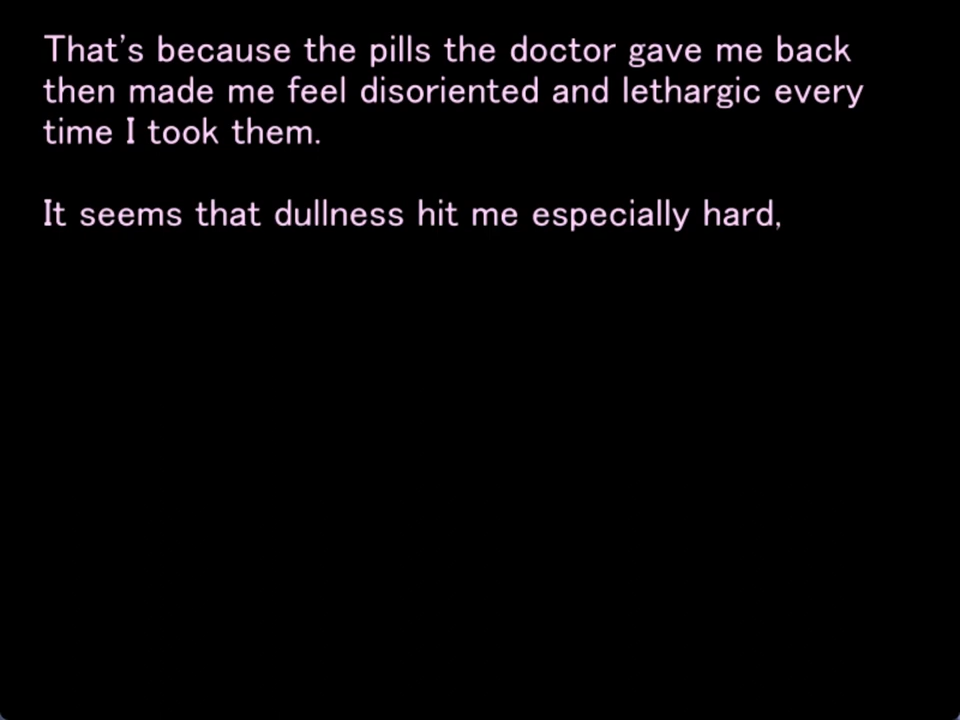 That's because the pills the doctor gave me back
then made me feel disoriented and lethargic every
time I took them.
It seems that dullness hit me especially hard,